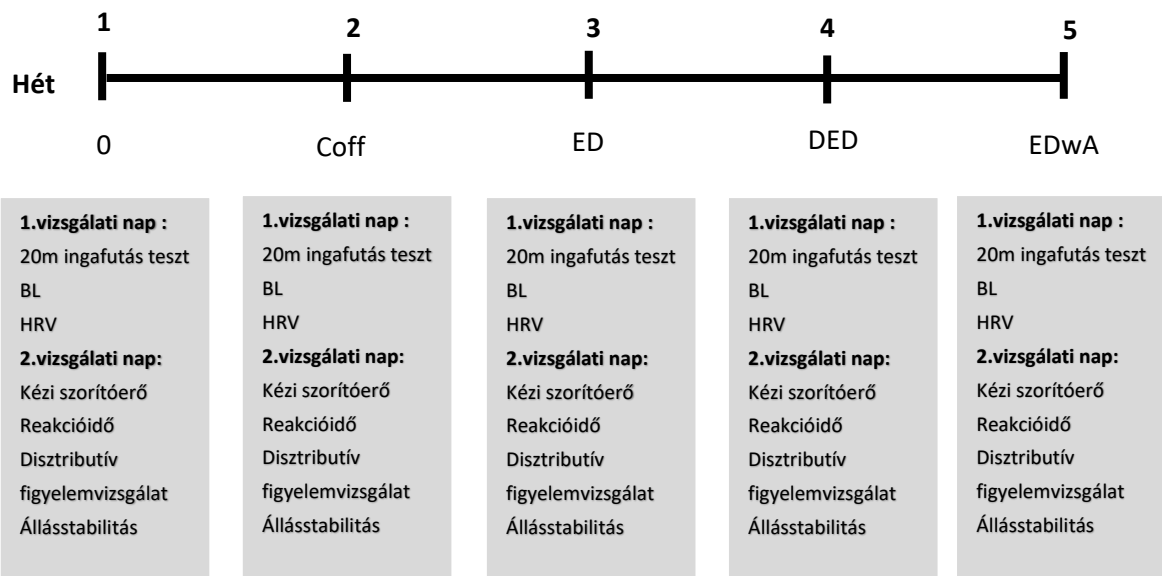 1 2 3 4 5
Hét
0 Coff ED DED EDwA
1.vizsgálati nap :
20m ingafutás teszt
BL
HRV
2.vizsgálati nap:
Kézi szorítóerő
Reakcióidő
Disztributív
figyelemvizsgálat
Állásstabilitás
1.vizsgálati nap :
20m ingafutás teszt
BL
HRV
2.vizsgálati nap:
Kézi szorítóerő
Reakcióidő
Disztributív
figyelemvizsgálat
Állásstabilitás
1.vizsgálati nap :
20m ingafutás teszt
BL
HRV
2.vizsgálati nap:
Kézi szorítóerő
Reakcióidő
Disztributív
figyelemvizsgálat
Állásstabilitás
1.vizsgálati nap :
20m ingafutás teszt
BL
HRV
2.vizsgálati nap:
Kézi szorítóerő
Reakcióidő
Disztributív
figyelemvizsgálat
Állásstabilitás
1.vizsgálati nap :
20m ingafutás teszt
BL
HRV
2.vizsgálati nap:
Kézi szorítóerő
Reakcióidő
Disztributív
figyelemvizsgálat
Állásstabilitás